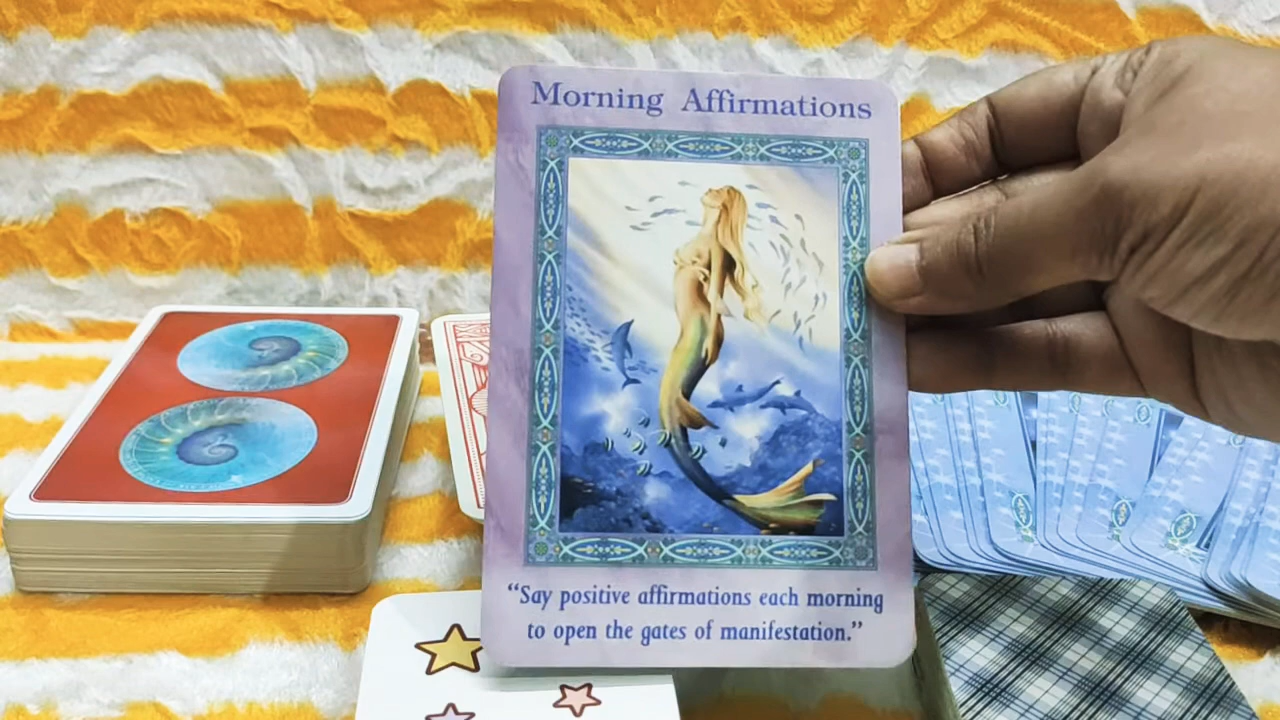 Morning Affirmations
“Say positive affirmations each morning
to open the gates of manifestation.”